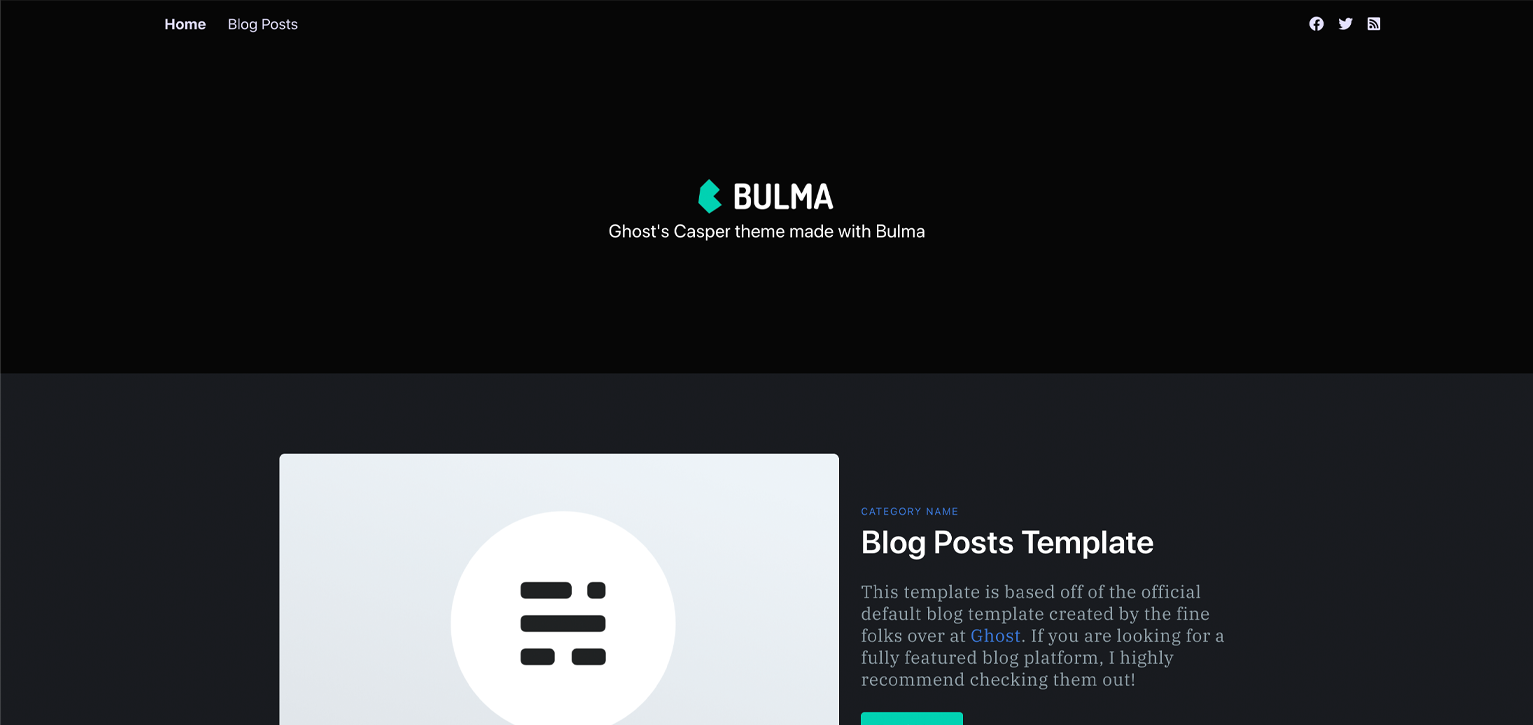 Home Blog Posts
BULMA
Ghost's Casper theme made with Bulma
CATEGORY NAME
Blog Posts Template
This template is based off of the official
default blog template created by the fine
folks over at Ghost. If you are looking for a
fully featured blog platform, I highly
recommend checking them out!